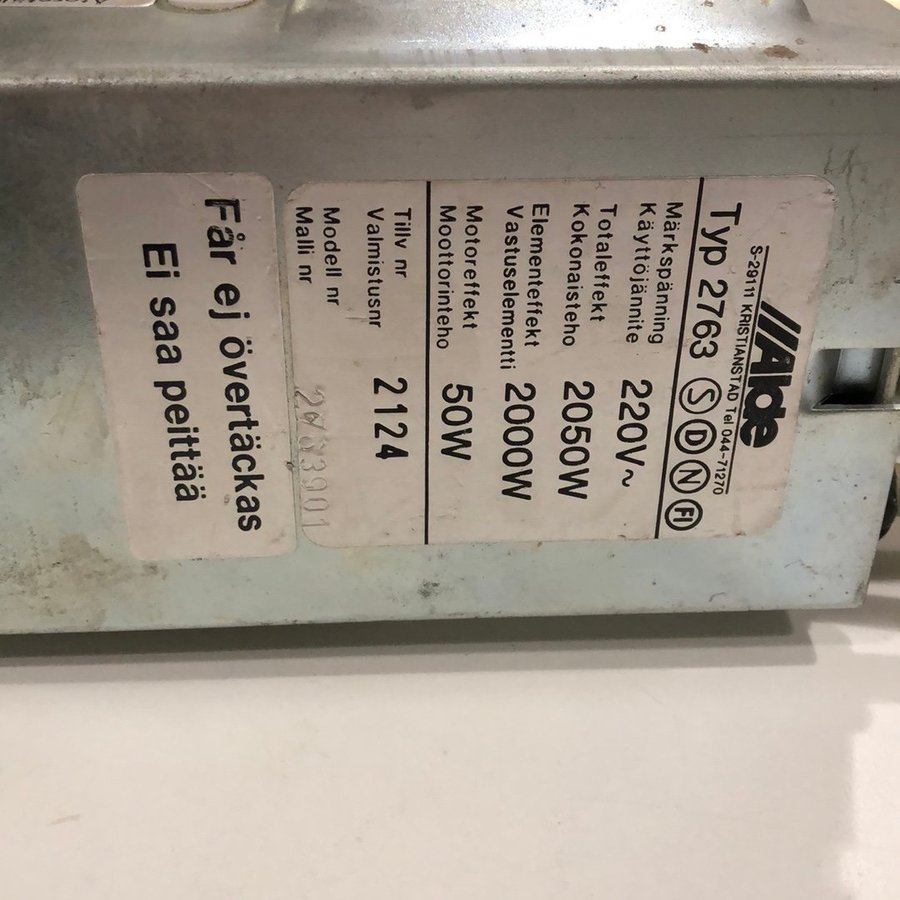 Alde
S-29111 KRISTIANSTAD Tel 044-71270
Typ 2763 S D N FI
Märkspänning
Käyttöjännite 220V~
Totaleffekt
Kokonaisteho 2050W
Elementeffekt
Vastuselementti 2000W
Motoreffekt
Moottorinteho 50W
Tillv nr
Valmistusnr 2124
Modell nr
Malli nr
Får ej övertäckas
Ei saa peittää